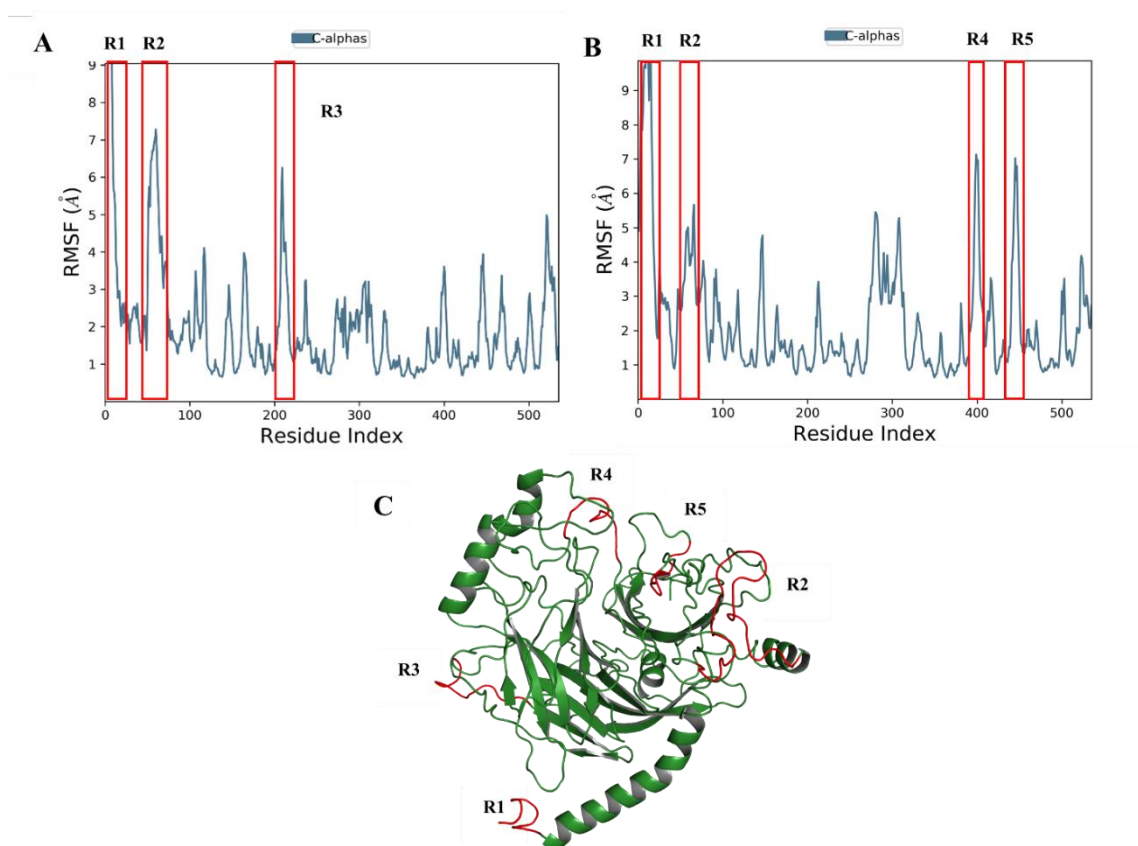 A
R1 R2
C-alphas
R3
RMSF (Å)
9
8
7
6
5
4
3
2
1
0 100 200 300 400 500
Residue Index
B
R1 R2
C-alphas
R4 R5
RMSF (Å)
9
8
7
6
5
4
3
2
1
0 100 200 300 400 500
Residue Index
C
R4
R5
R2
R3
R1